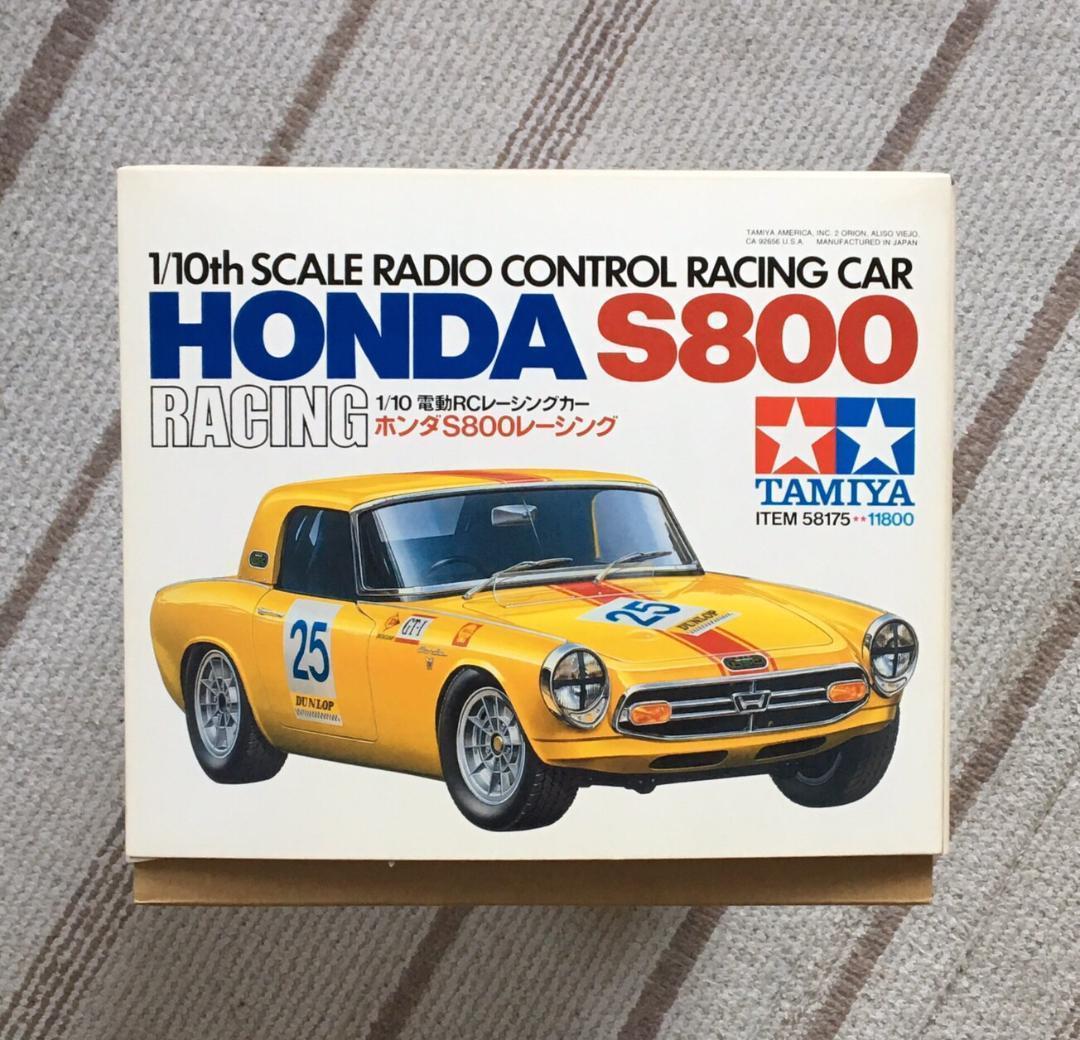 TAMIYA AMERICA, INC. 2 ORION, ALISO VIEJO,
CA 92656 U.S.A. MANUFACTURED IN JAPAN
1/10th SCALE RADIO CONTROL RACING CAR
HONDA S800
RACING
1/10 電動RCレーシングカー
ホンダS800レーシング
TAMIYA
ITEM 58175**11800
25
DUNLOP
GT-1
25
DUNLOP